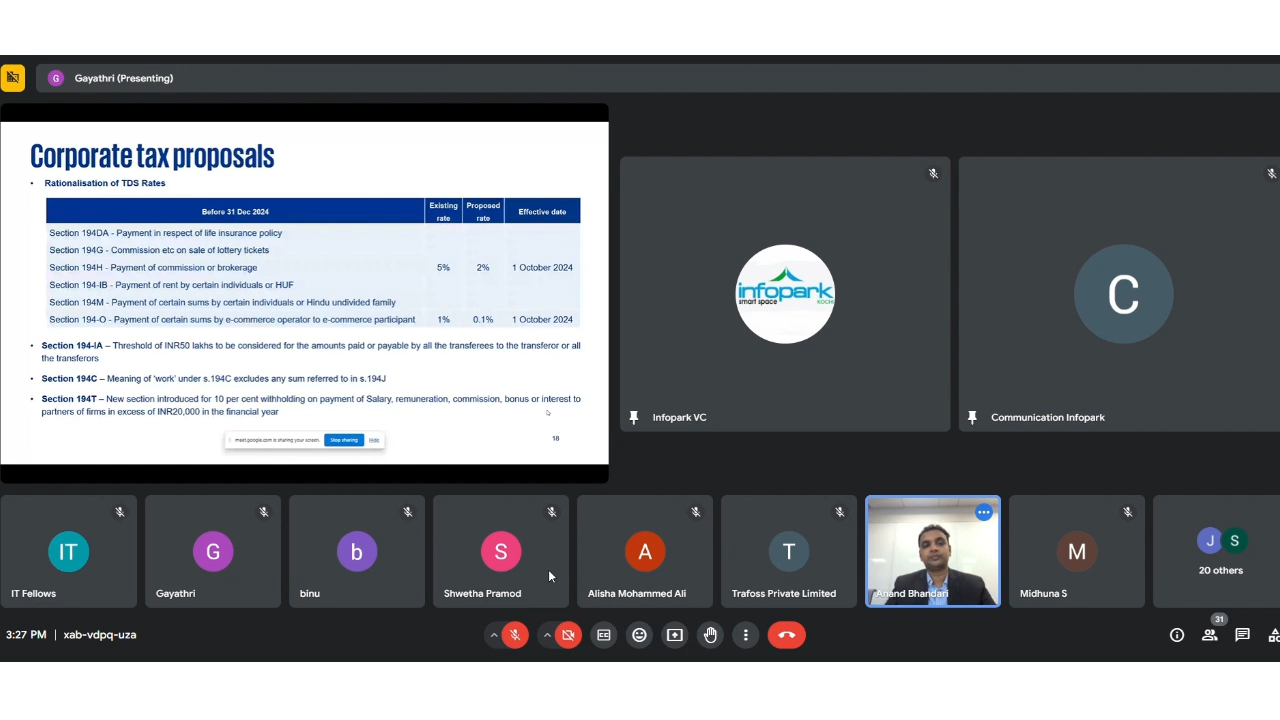 G Gayathri (Presenting)
Corporate tax proposals
• Rationalisation of TDS Rates
Before 31 Dec 2024 Existing rate Proposed rate Effective date
Section 194DA - Payment in respect of life insurance policy
Section 194G - Commission etc on sale of lottery tickets
Section 194H - Payment of commission or brokerage 5% 2% 1 October 2024
Section 194-IB - Payment of rent by certain individuals or HUF
Section 194M - Payment of certain sums by certain individuals or Hindu undivided family
Section 194-O - Payment of certain sums by e-commerce operator to e-commerce participant 1% 0.1% 1 October 2024
• Section 194-IA – Threshold of INR50 lakhs to be considered for the amounts paid or payable by all the transferees to the transferor or all
the transferors
• Section 194C – Meaning of 'work' under s.194C excludes any sum referred to in s.194J
• Section 194T – New section introduced for 10 per cent withholding on payment of Salary, remuneration, commission, bonus or interest to
partners of firms in excess of INR20,000 in the financial year
meet.google.com is sharing your screen. Stop sharing Hide
18
infopark
smart space KOCHI
Infopark VC
C
Communication Infopark
IT
IT Fellows
G
Gayathri
b
binu
S
Shwetha Pramod
A
Alisha Mohammed Ali
T
Trafoss Private Limited
Anand Bhandari
M
Midhuna S
J S
20 others
3:27 PM | xab-vdpq-uza
31